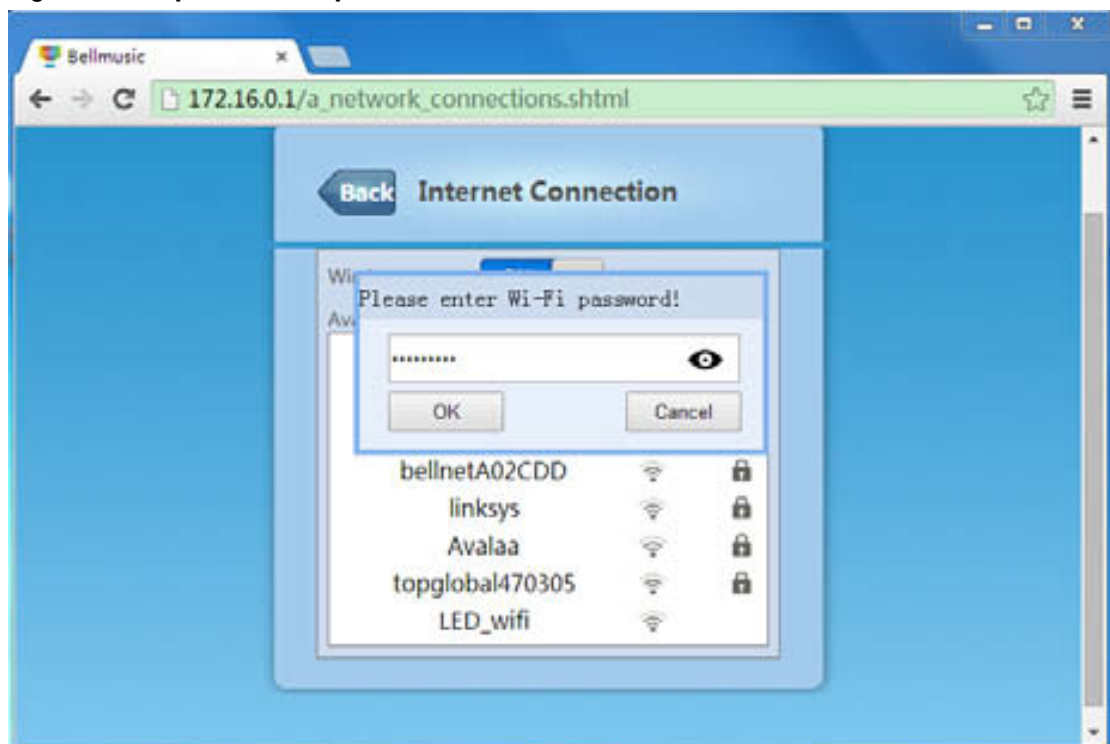 Bellmusic
172.16.0.1/a_network_connections.shtml
Back Internet Connection
Please enter Wi-Fi password!
OK Cancel
bellnetA02CDD
linksys
Avalaa
topglobal470305
LED_wifi